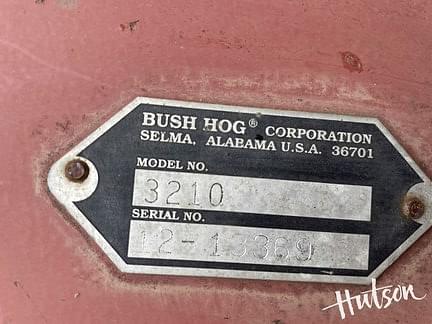 BUSH HOG® CORPORATION
SELMA, ALABAMA U.S.A. 36701
MODEL NO.
3210
SERIAL NO.
12-13369
Hutson